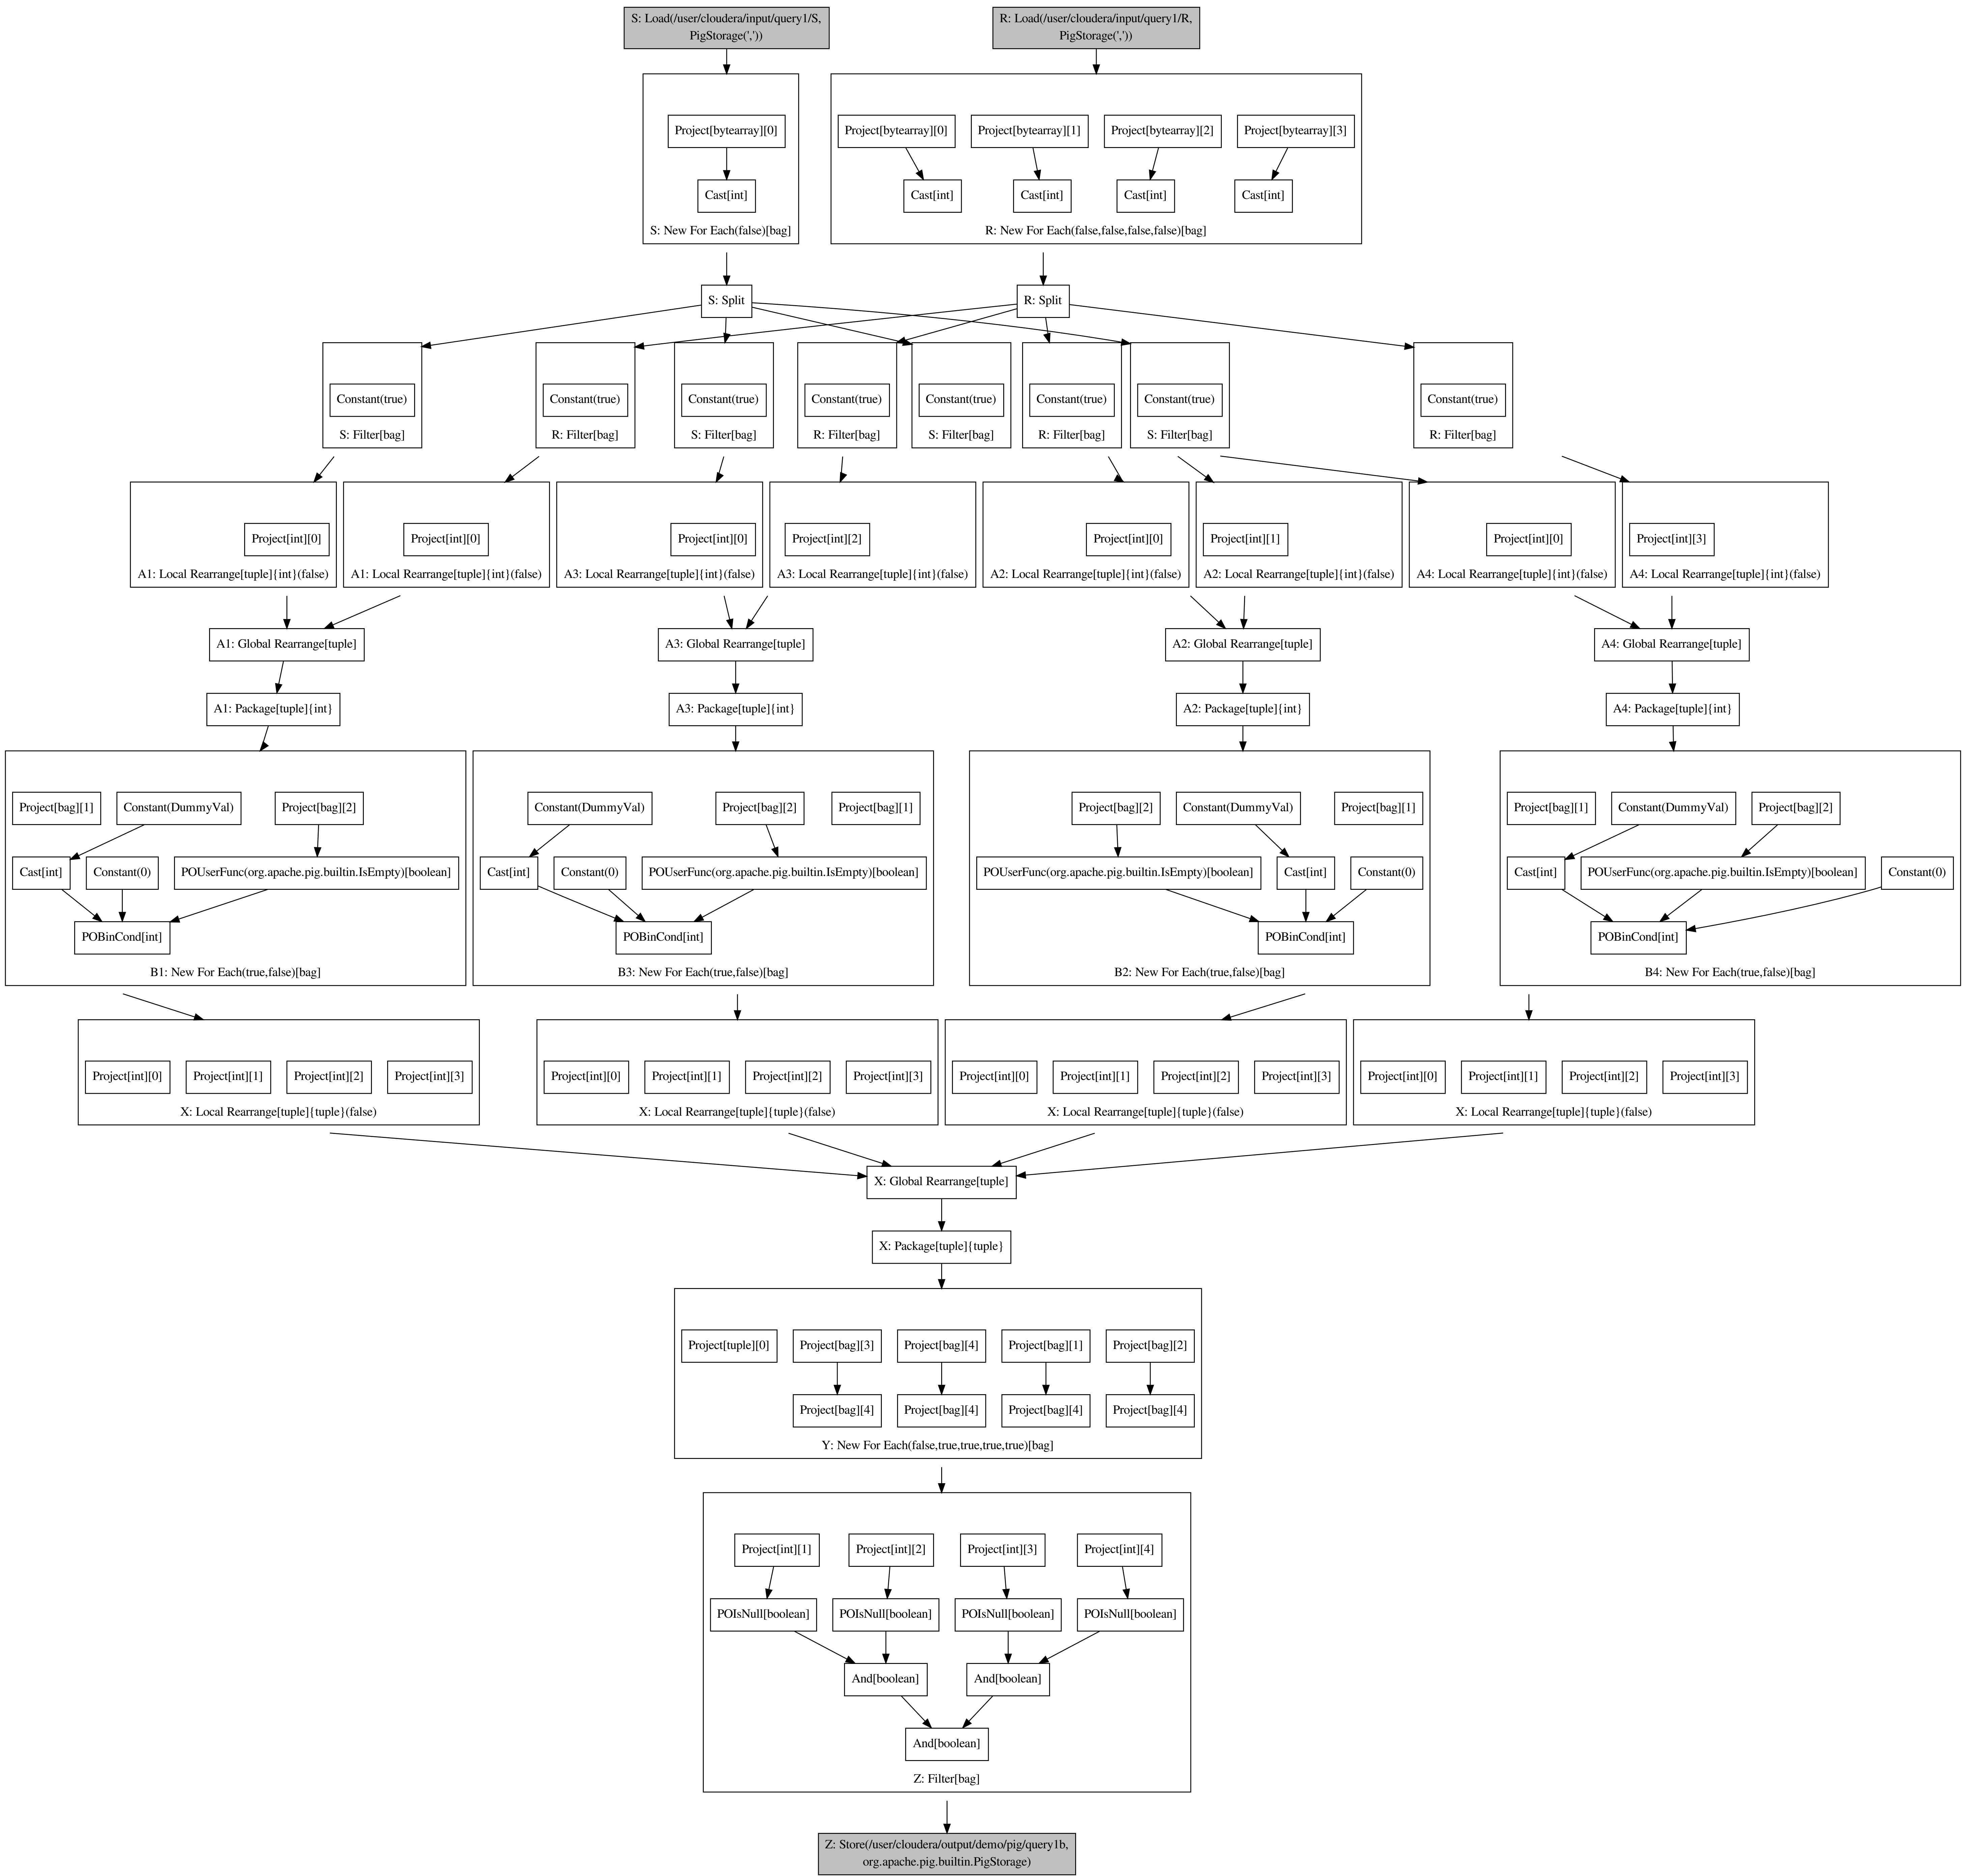 S: Load(/user/cloudera/input/query1/S,
PigStorage(','))
R: Load(/user/cloudera/input/query1/R,
PigStorage(','))
Project[bytearray][0]
Cast[int]
S: New For Each(false)[bag]
Project[bytearray][0]
Project[bytearray][1]
Project[bytearray][2]
Project[bytearray][3]
Cast[int]
Cast[int]
Cast[int]
Cast[int]
R: New For Each(false,false,false,false)[bag]
S: Split
R: Split
Constant(true)
S: Filter[bag]
Constant(true)
R: Filter[bag]
Constant(true)
S: Filter[bag]
Constant(true)
R: Filter[bag]
Constant(true)
S: Filter[bag]
Constant(true)
R: Filter[bag]
Constant(true)
S: Filter[bag]
Constant(true)
R: Filter[bag]
Project[int][0]
A1: Local Rearrange[tuple]{int}(false)
Project[int][0]
A1: Local Rearrange[tuple]{int}(false)
Project[int][0]
A3: Local Rearrange[tuple]{int}(false)
Project[int][2]
A3: Local Rearrange[tuple]{int}(false)
Project[int][0]
A2: Local Rearrange[tuple]{int}(false)
Project[int][1]
A2: Local Rearrange[tuple]{int}(false)
Project[int][0]
A4: Local Rearrange[tuple]{int}(false)
Project[int][3]
A4: Local Rearrange[tuple]{int}(false)
A1: Global Rearrange[tuple]
A3: Global Rearrange[tuple]
A2: Global Rearrange[tuple]
A4: Global Rearrange[tuple]
A1: Package[tuple]{int}
A3: Package[tuple]{int}
A2: Package[tuple]{int}
A4: Package[tuple]{int}
Project[bag][1]
Constant(DummyVal)
Project[bag][2]
Cast[int]
Constant(0)
POUserFunc(org.apache.pig.builtin.IsEmpty)[boolean]
POBinCond[int]
B1: New For Each(true,false)[bag]
Constant(DummyVal)
Project[bag][2]
Project[bag][1]
Cast[int]
Constant(0)
POUserFunc(org.apache.pig.builtin.IsEmpty)[boolean]
POBinCond[int]
B3: New For Each(true,false)[bag]
Project[bag][2]
Constant(DummyVal)
Project[bag][1]
POUserFunc(org.apache.pig.builtin.IsEmpty)[boolean]
Cast[int]
Constant(0)
POBinCond[int]
B2: New For Each(true,false)[bag]
Project[bag][1]
Constant(DummyVal)
Project[bag][2]
Cast[int]
POUserFunc(org.apache.pig.builtin.IsEmpty)[boolean]
Constant(0)
POBinCond[int]
B4: New For Each(true,false)[bag]
Project[int][0]
Project[int][1]
Project[int][2]
Project[int][3]
X: Local Rearrange[tuple]{tuple}(false)
Project[int][0]
Project[int][1]
Project[int][2]
Project[int][3]
X: Local Rearrange[tuple]{tuple}(false)
Project[int][0]
Project[int][1]
Project[int][2]
Project[int][3]
X: Local Rearrange[tuple]{tuple}(false)
Project[int][0]
Project[int][1]
Project[int][2]
Project[int][3]
X: Local Rearrange[tuple]{tuple}(false)
X: Global Rearrange[tuple]
X: Package[tuple]{tuple}
Project[tuple][0]
Project[bag][3]
Project[bag][4]
Project[bag][1]
Project[bag][2]
Project[bag][4]
Project[bag][4]
Project[bag][4]
Project[bag][4]
Y: New For Each(false,true,true,true,true)[bag]
Project[int][1]
Project[int][2]
Project[int][3]
Project[int][4]
POIsNull[boolean]
POIsNull[boolean]
POIsNull[boolean]
POIsNull[boolean]
And[boolean]
And[boolean]
And[boolean]
Z: Filter[bag]
Z: Store(/user/cloudera/output/demo/pig/query1b,
org.apache.pig.builtin.PigStorage)